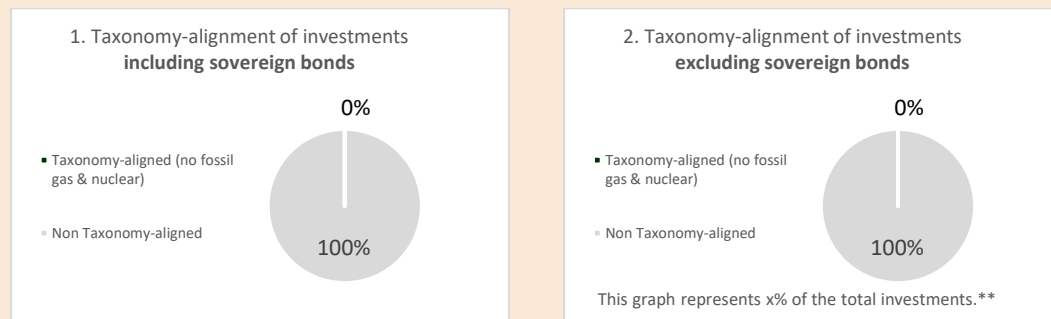 1. Taxonomy-alignment of investments
including sovereign bonds
0%
Taxonomy-aligned (no fossil
gas & nuclear)
Non Taxonomy-aligned
100%
2. Taxonomy-alignment of investments
excluding sovereign bonds
0%
Taxonomy-aligned (no fossil
gas & nuclear)
Non Taxonomy-aligned
100%
This graph represents x% of the total investments.**